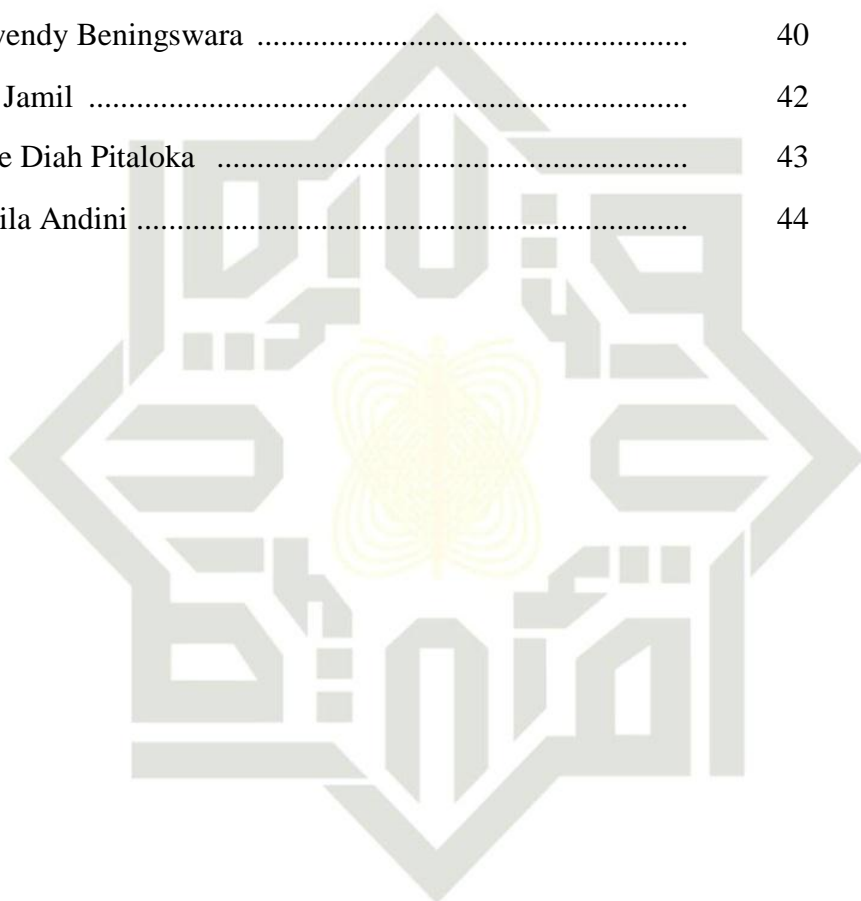 vendy Beningswara ........................................................ 40
Jamil ............................................................................ 42
e Diah Pitaloka ............................................................. 43
ila Andini ...................................................................... 44